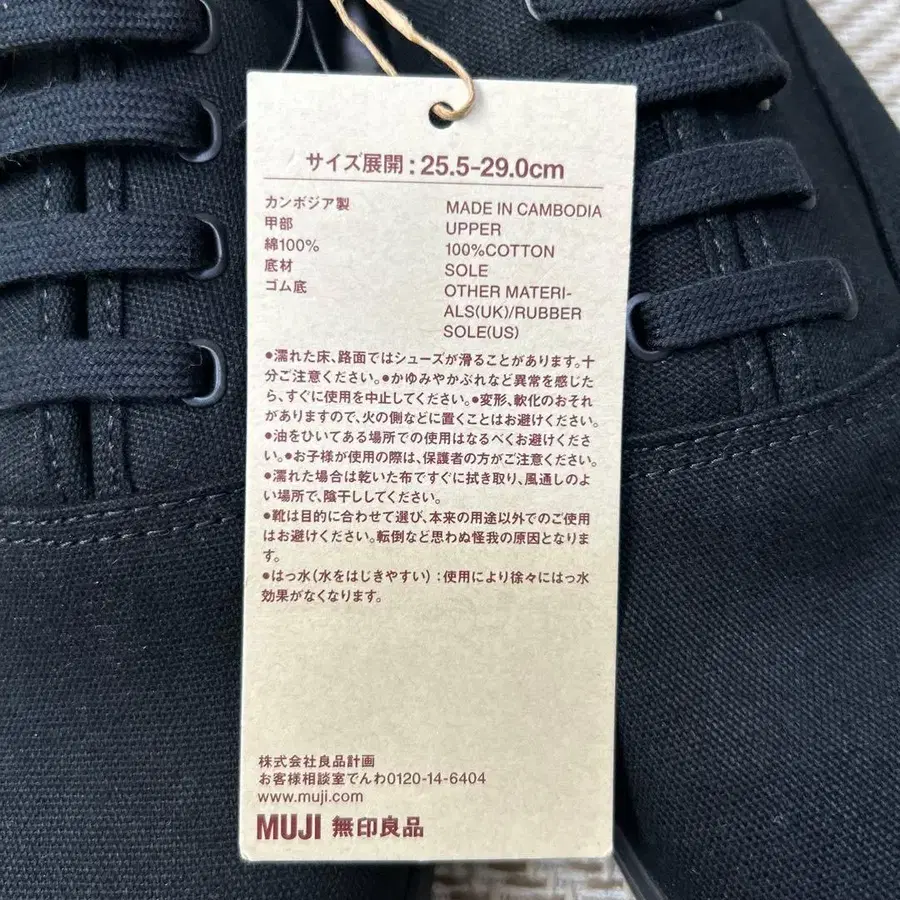 サイズ展開:25.5-29.0cm
カンボジア製
甲部
綿100%
底材
ゴム底
MADE IN CAMBODIA
UPPER
100%COTTON
SOLE
OTHER MATERI-
ALS(UK)/RUBBER
SOLE(US)
●濡れた床、路面ではシューズが滑ることがあります。十
分ご注意ください。●かゆみやかぶれなど異常を感じた
ら、すぐに使用を中止してください。●変形、軟化のおそれ
がありますので、火の側などに置くことはお避けください。
●油をひいてある場所での使用はなるべくお避けくださ
い。●お子様が使用の際は、保護者の方がご注意ください。
●濡れた場合は乾いた布ですぐに拭き取り、風通しのよ
い場所で、陰干ししてください。
●靴は目的に合わせて選び、本来の用途以外でのご使用
はお避けください。転倒など思わぬ怪我の原因となりま
す。
●はっ水(水をはじきやすい):使用により徐々にはっ水
効果がなくなります。
株式会社良品計画
お客様相談室でんわ0120-14-6404
www.muji.com
MUJI 無印良品